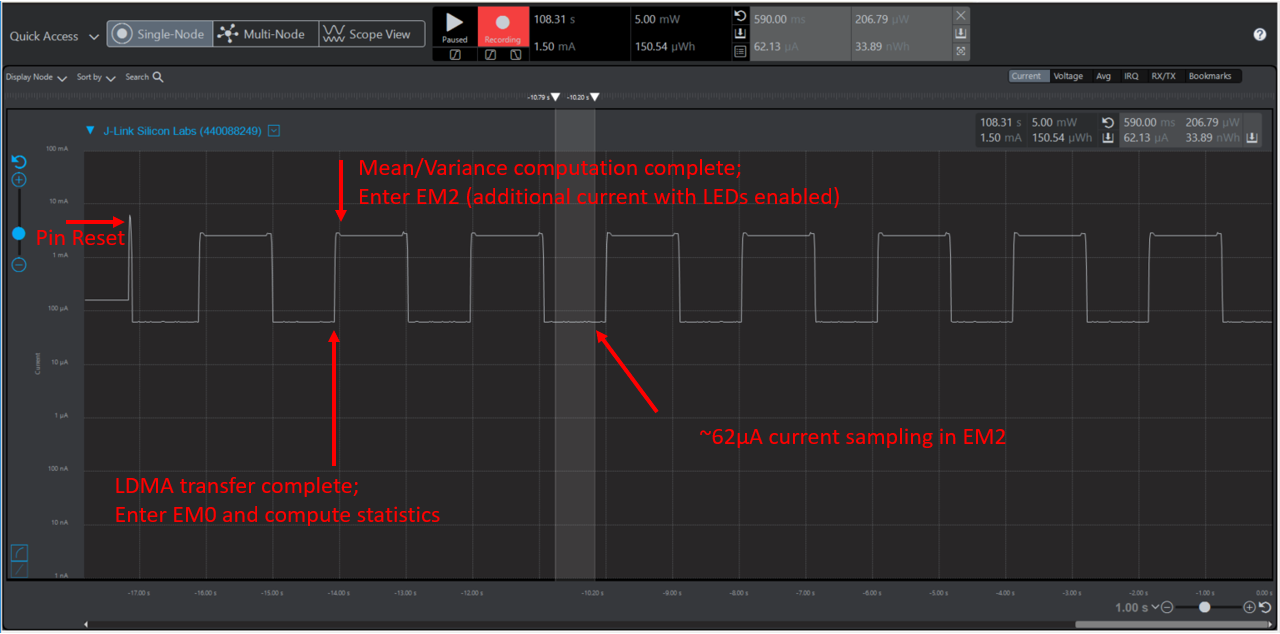 Quick Access
Single-Node
Multi-Node
Scope View
Paused
Recording
108.31 s
5.00 mW
1.50 mA
150.54 µWh
590.00 ms
206.79 µW
62.13 µA
33.89 nWh
Display Node
Sort by
Search
Current
Voltage
Avg
IRQ
RX/TX
Bookmarks
-10.79 s
-10.20 s
J-Link Silicon Labs (440088249)
108.31 s 5.00 mW
1.50 mA 150.54 µWh
590.00 ms 206.79 µW
62.13 µA 33.89 nWh
100 mA
10 mA
1 mA
100 µA
10 µA
1 µA
100 nA
10 nA
1 nA
Current
Pin Reset
Mean/Variance computation complete;
Enter EM2 (additional current with LEDs enabled)
~62µA current sampling in EM2
LDMA transfer complete;
Enter EM0 and compute statistics
-17.00 s
-16.00 s
-15.00 s
-14.00 s
-13.00 s
-12.00 s
-10.20 s
-9.00 s
-8.00 s
-7.00 s
-6.00 s
-5.00 s
-4.00 s
-3.00 s
-2.00 s
-1.00 s
0.00 s
1.00 s